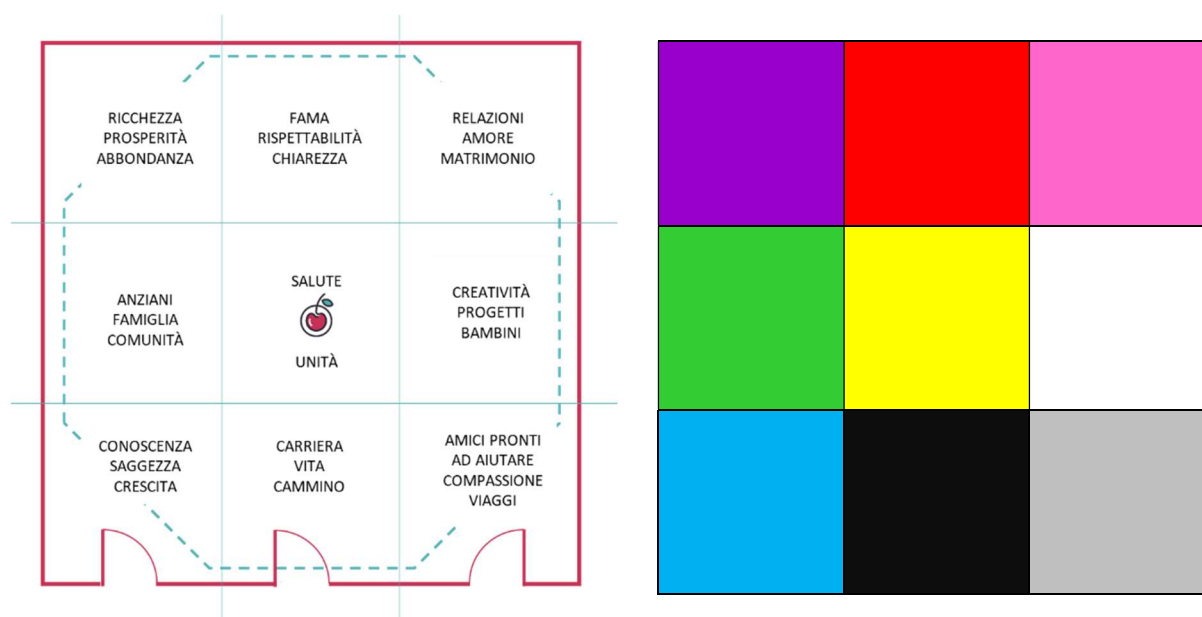 RICCHEZZA
PROSPERITÀ
ABBONDANZA
FAMA
RISPETTABILITÀ
CHIAREZZA
RELAZIONI
AMORE
MATRIMONIO
ANZIANI
FAMIGLIA
COMUNITÀ
SALUTE
UNITÀ
CREATIVITÀ
PROGETTI
BAMBINI
CONOSCENZA
SAGGEZZA
CRESCITA
CARRIERA
VITA
CAMMINO
AMICI PRONTI
AD AIUTARE
COMPASSIONE
VIAGGI